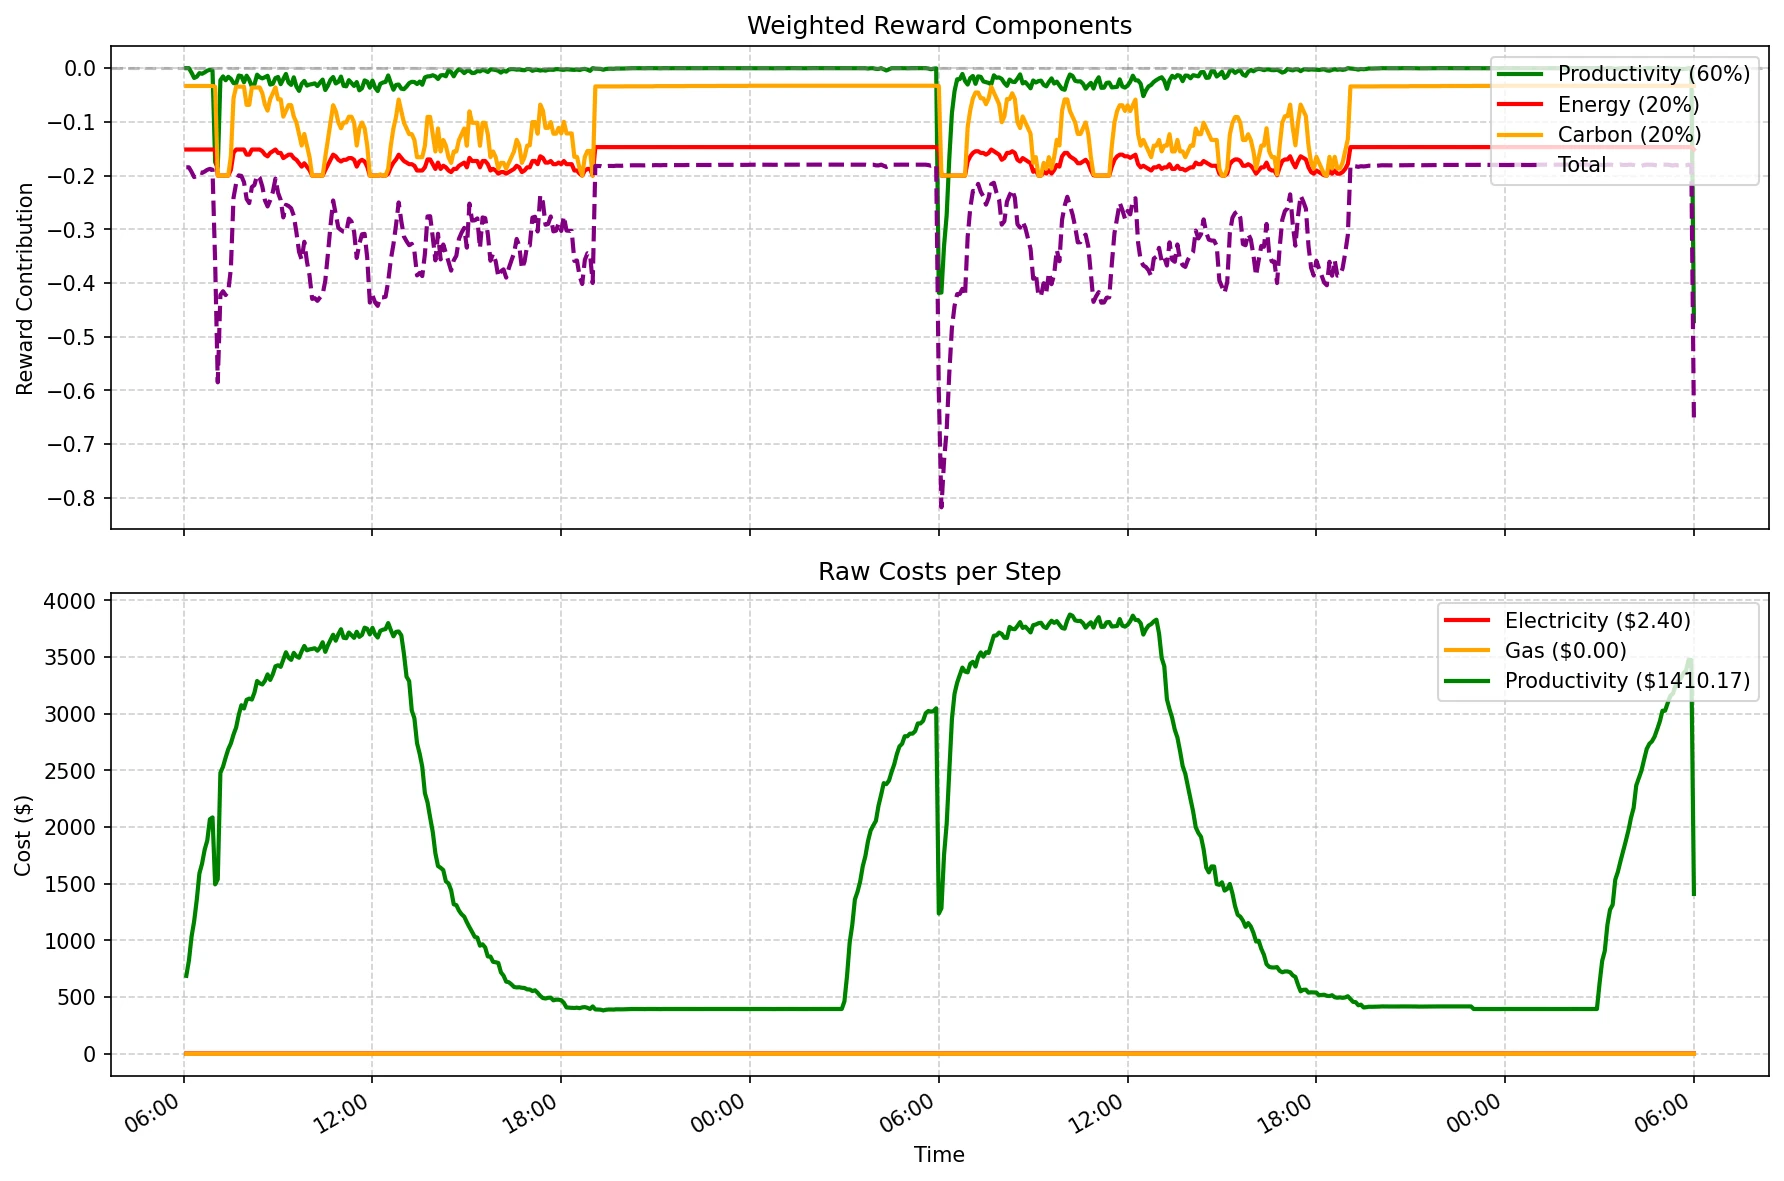 Weighted Reward Components
Reward Contribution
0.0
−0.1
−0.2
−0.3
−0.4
−0.5
−0.6
−0.7
−0.8
Productivity (60%)
Energy (20%)
Carbon (20%)
Total
Raw Costs per Step
Cost ($)
4000
3500
3000
2500
2000
1500
1000
500
0
Electricity ($2.40)
Gas ($0.00)
Productivity ($1410.17)
06:00
12:00
18:00
00:00
06:00
12:00
18:00
00:00
06:00
Time